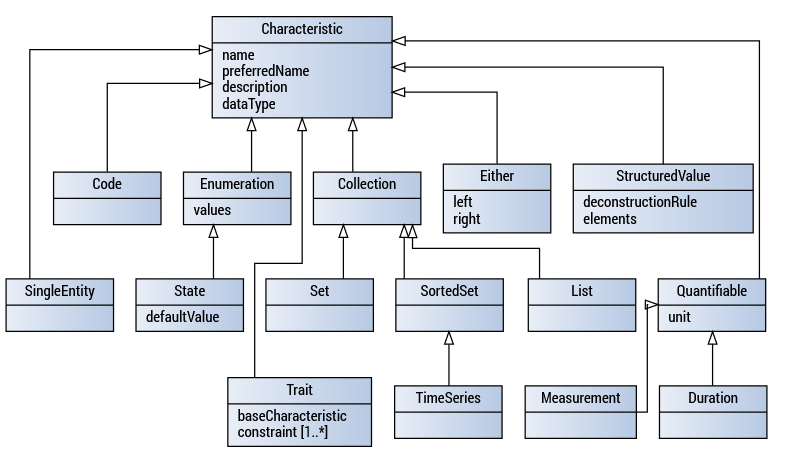 Characteristic
name
preferredName
description
dataType
Code
Enumeration
values
Collection
Either
left
right
StructuredValue
deconstructionRule
elements
SingleEntity
State
defaultValue
Set
SortedSet
List
Quantifiable
unit
Trait
baseCharacteristic
constraint [1..*]
TimeSeries
Measurement
Duration